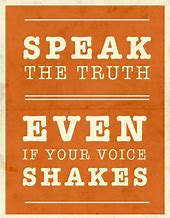 SPEAK
THE TRUTH
EVEN
IF YOUR VOICE
SHAKES